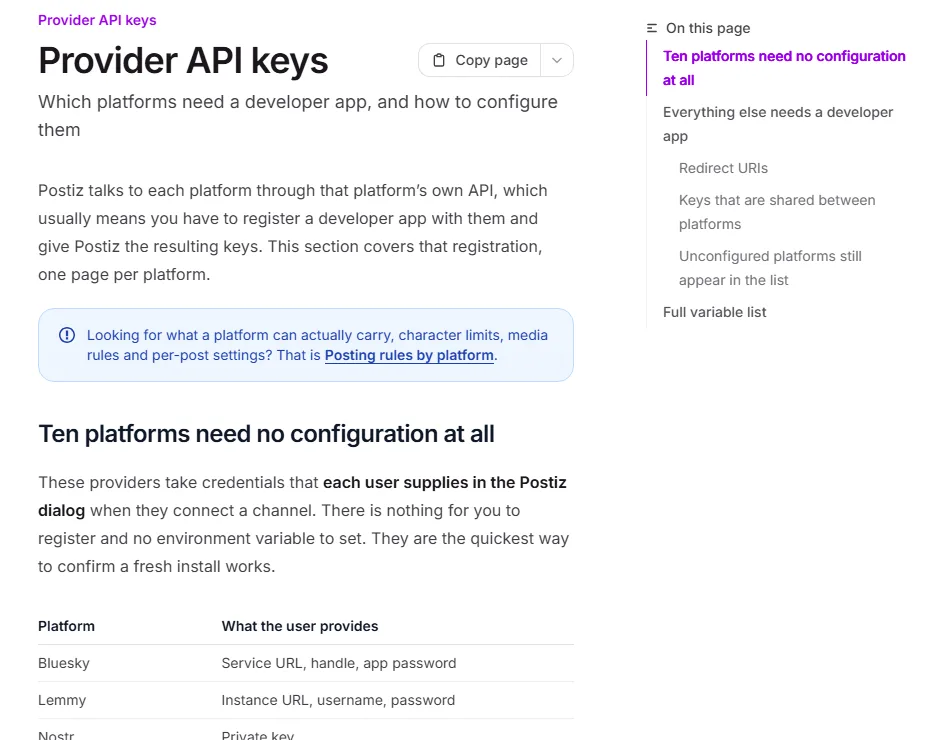 Provider API keys
Provider API keys
Copy page
Which platforms need a developer app, and how to configure
them
Postiz talks to each platform through that platform's own API, which
usually means you have to register a developer app with them and
give Postiz the resulting keys. This section covers that registration,
one page per platform.
Looking for what a platform can actually carry, character limits, media
rules and per-post settings? That is Posting rules by platform.
Ten platforms need no configuration at all
These providers take credentials that each user supplies in the Postiz
dialog when they connect a channel. There is nothing for you to
register and no environment variable to set. They are the quickest way
to confirm a fresh install works.
Platform What the user provides
Bluesky Service URL, handle, app password
Lemmy Instance URL, username, password
Nostr Private key
On this page
Ten platforms need no configuration
at all
Everything else needs a developer
app
Redirect URIs
Keys that are shared between
platforms
Unconfigured platforms still
appear in the list
Full variable list